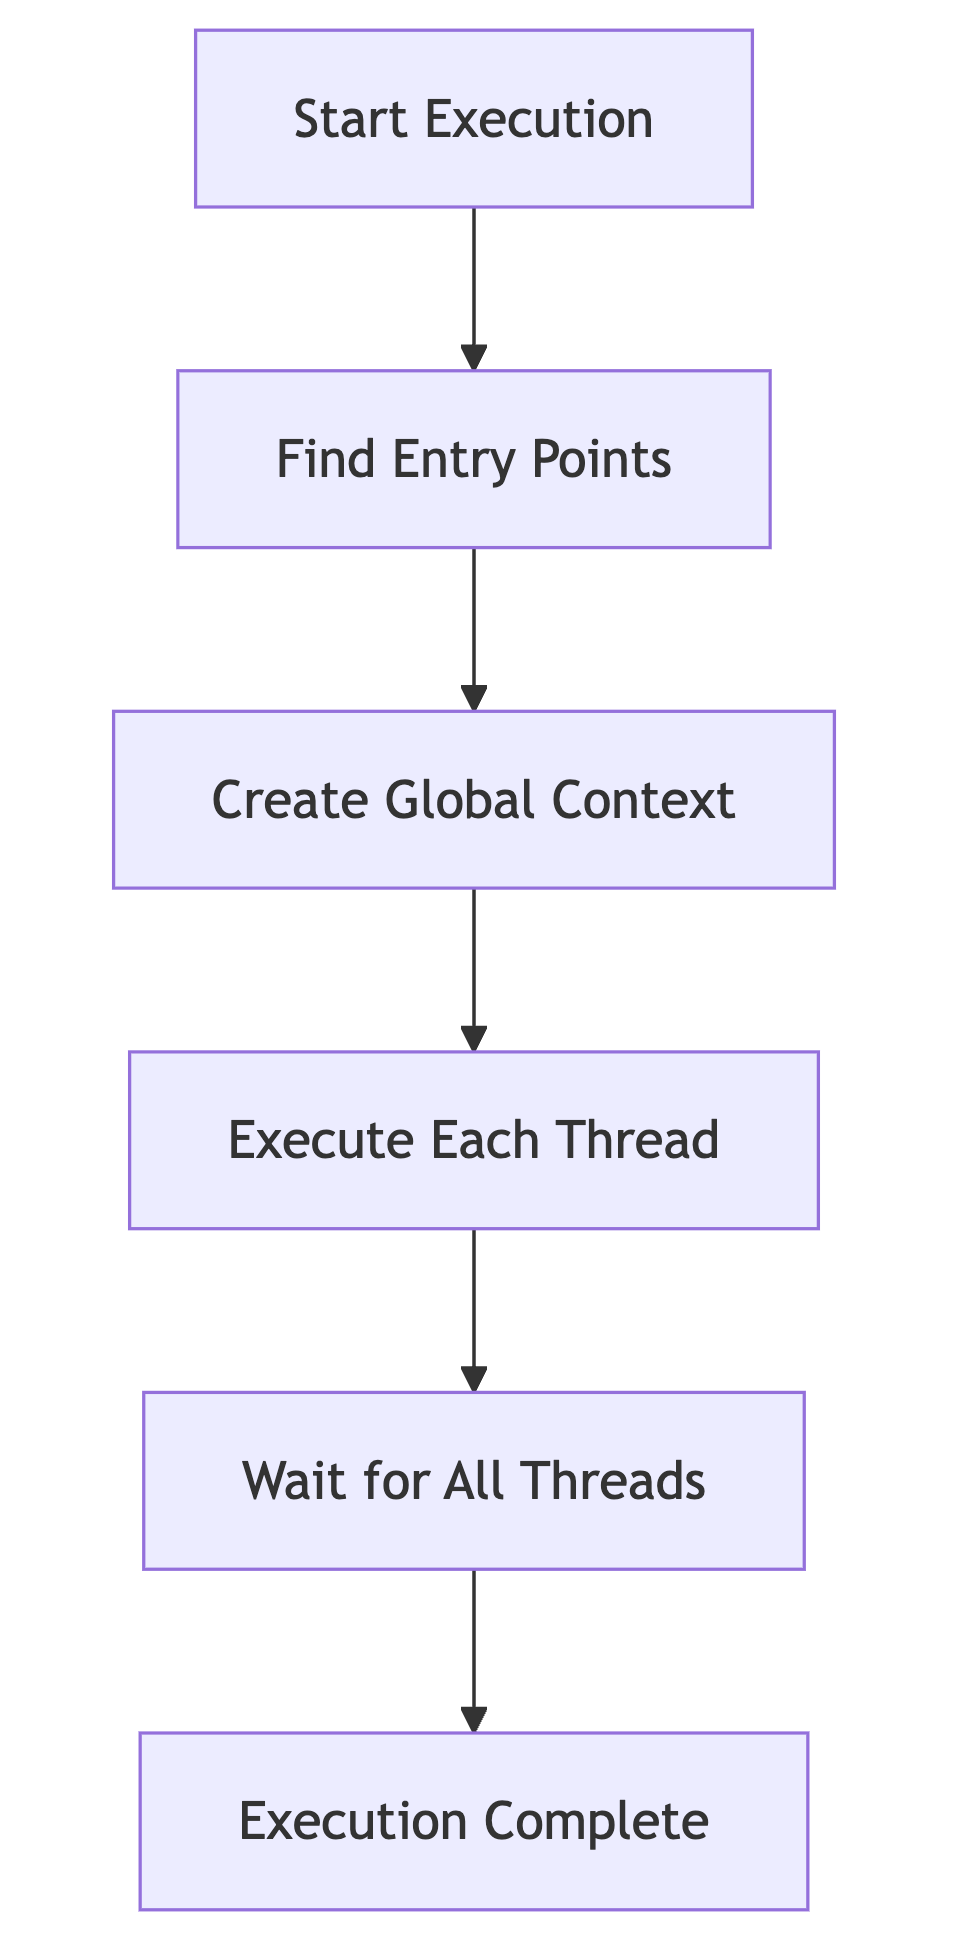 Start Execution
Find Entry Points
Create Global Context
Execute Each Thread
Wait for All Threads
Execution Complete